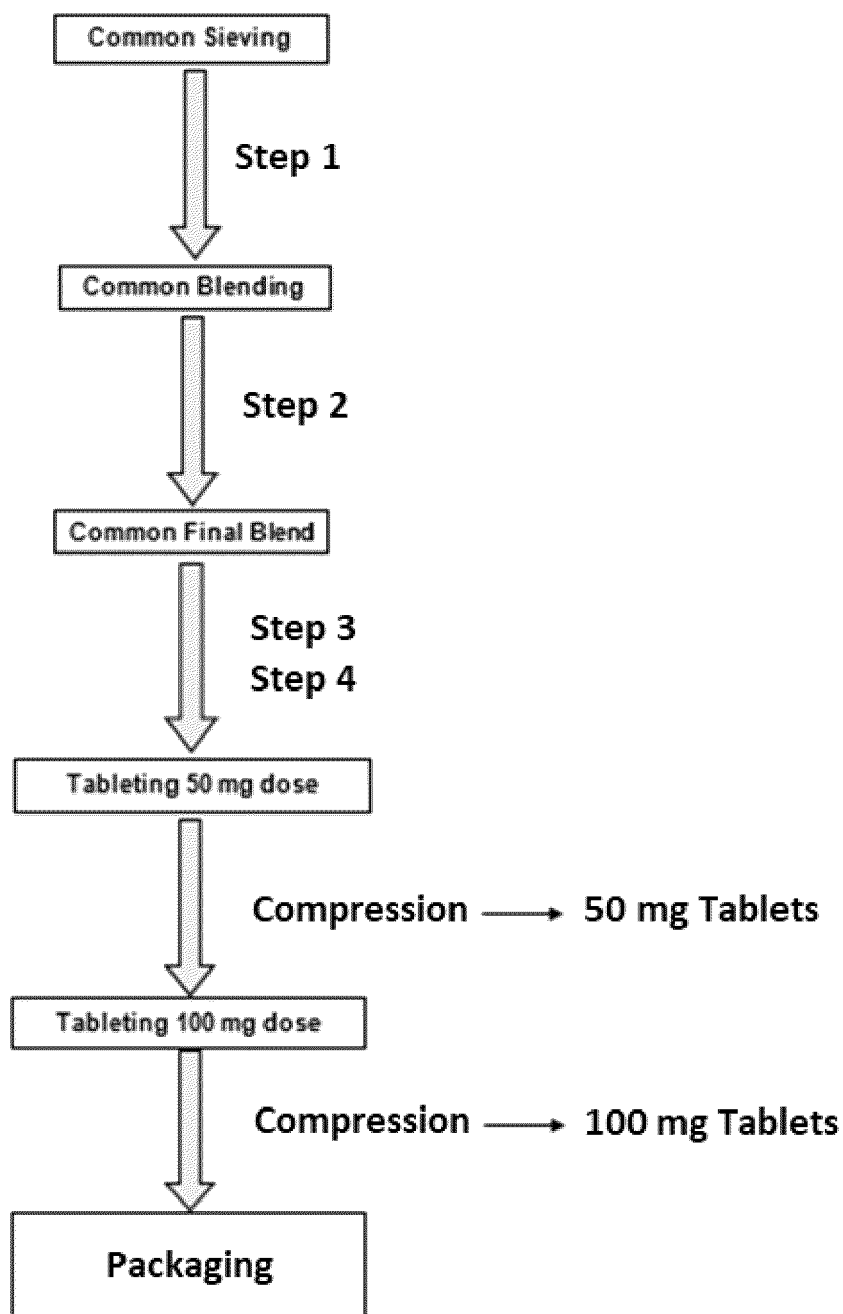 Common Sieving
Step 1
Common Blending
Step 2
Common Final Blend
Step 3
Step 4
Tableting 50 mg dose
Compression → 50 mg Tablets
Tableting 100 mg dose
Compression → 100 mg Tablets
Packaging